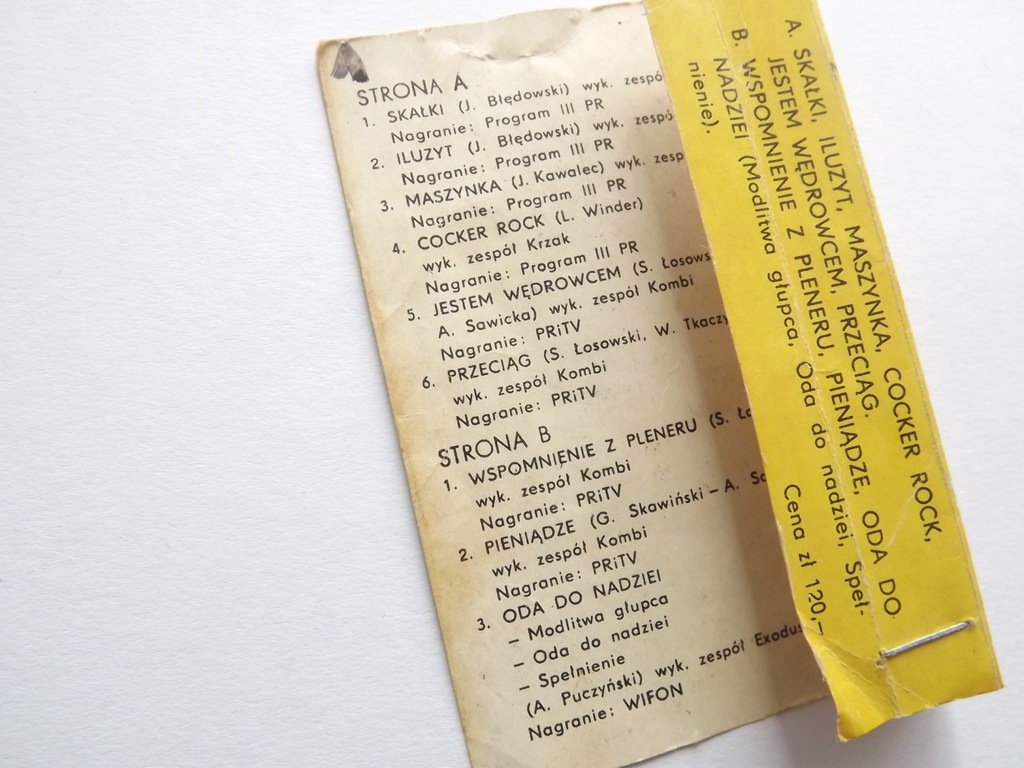 STRONA A
1. SKAŁKI (J. Błędowski) wyk.
Nagranie: Program III PR
2. ILUZYT (J. Błędowski) wyk.
Nagranie: Program III PR
3. MASZYNKA (J. Kawalec) wyk.
Nagranie: Program III PR
4. COCKER ROCK (L. Winder)
wyk. zespół Krzak
Nagranie: Program III PR
5. JESTEM WĘDROWCEM (S.
A. Sawicka) wyk. zespół Kombi
Nagranie: PRiTV
6. PRZECIĄG (S. Łosowski, W.
wyk. zespół Kombi
Nagranie: PRiTV
STRONA B
1. WSPOMNIENIE Z PLENERU (S.
wyk. zespół Kombi
Nagranie: PRiTV
2. PIENIĄDZE (G. Skawiński – A.
wyk. zespół Kombi
Nagranie: PRiTV
3. ODA DO NADZIEI
– Modlitwa głupca
– Oda do nadziei
– Spełnienie
(A. Puczyński) wyk. zespół Exodus
Nagranie: WIFON
A. SKAŁKI, ILUZYT, MASZYNKA, COCKER ROCK,
JESTEM WĘDROWCEM, PRZECIĄG.
B. WSPOMNIENIE Z PLENERU, PIENIĄDZE, ODA DO
NADZIEI (Modlitwa głupca, Oda do nadziei, Speł-
nienie).
Cena zł 120,–